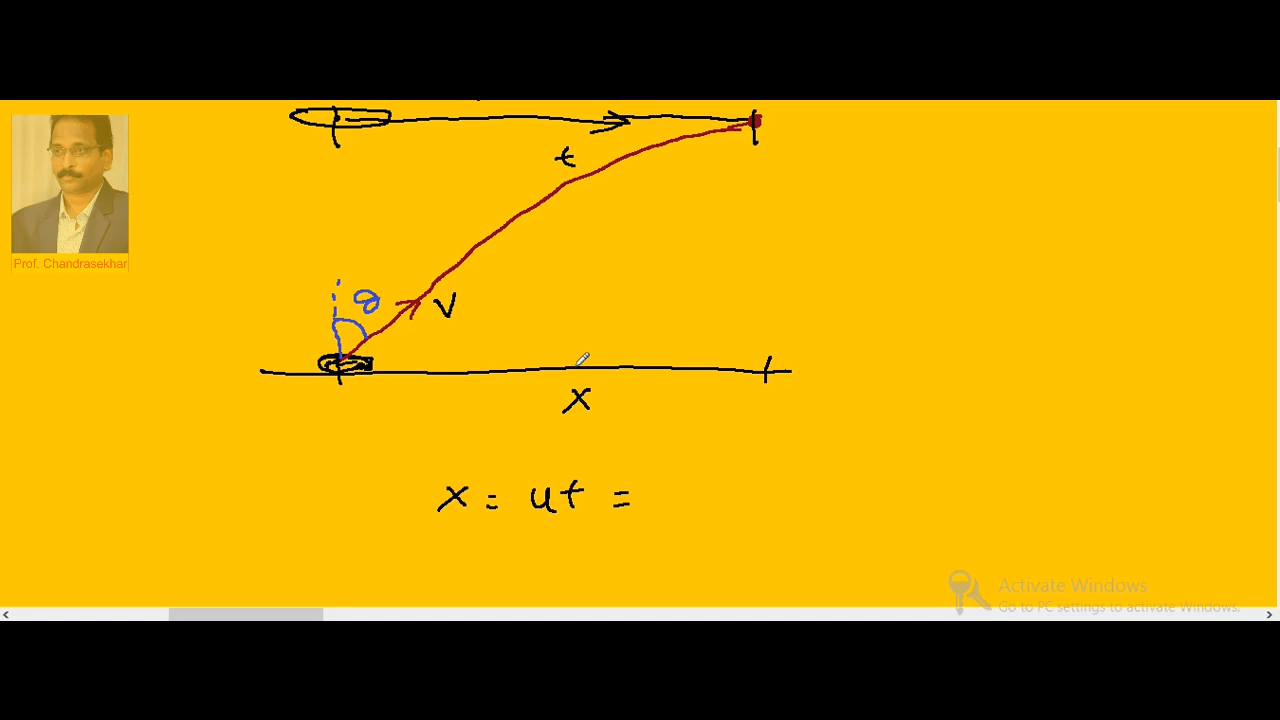 t
Prof. Chandrasekhar
θ
V
x
x = ut =
Activate Windows
Go to PC settings to activate Windows.